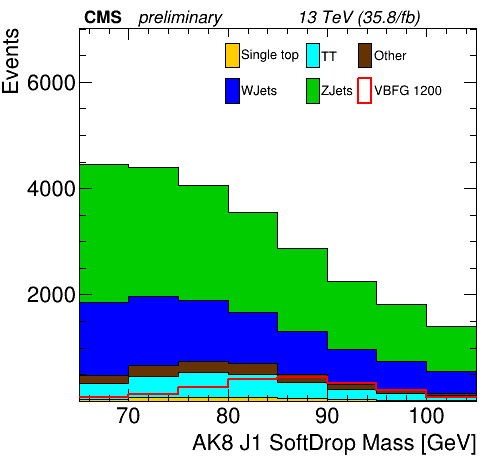 CMS preliminary 13 TeV (35.8/fb)
Events
Single top TT Other
WJets ZJets VBFG 1200
6000
4000
2000
70 80 90 100
AK8 J1 SoftDrop Mass [GeV]